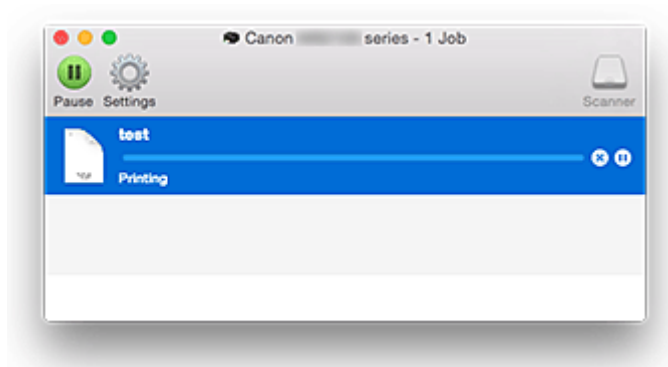 Canon series - 1 Job
Pause Settings
Scanner
test
Printing